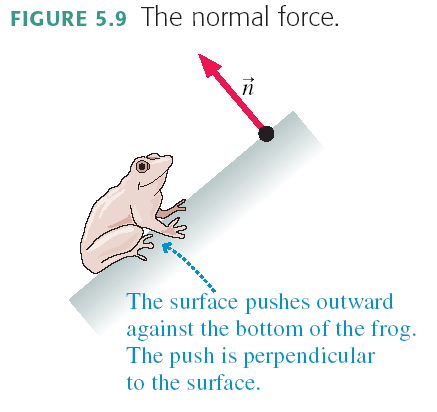 FIGURE 5.9 The normal force.
n⃗
The surface pushes outward
against the bottom of the frog.
The push is perpendicular
to the surface.